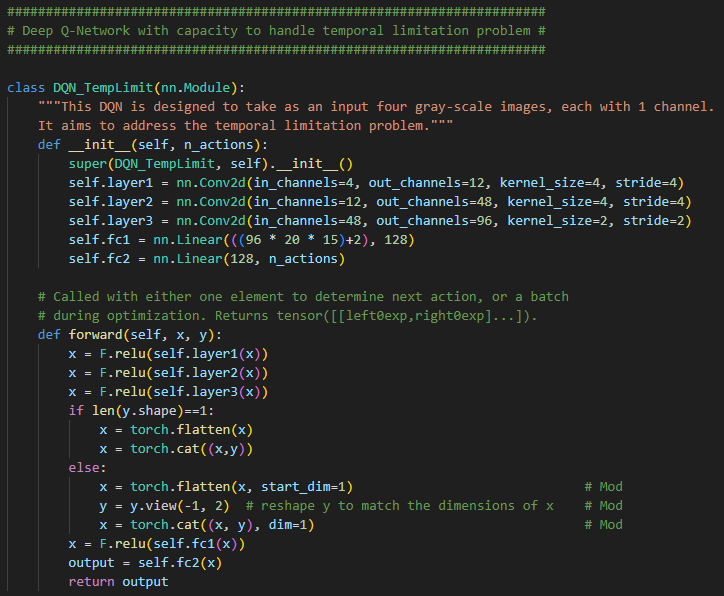 ######################################################################
# Deep Q-Network with capacity to handle temporal limitation problem #
######################################################################

class DQN_TempLimit(nn.Module):
    """This DQN is designed to take as an input four gray-scale images, each with 1 channel.
    It aims to address the temporal limitation problem."""
    def __init__(self, n_actions):
        super(DQN_TempLimit, self).__init__()
        self.layer1 = nn.Conv2d(in_channels=4, out_channels=12, kernel_size=4, stride=4)
        self.layer2 = nn.Conv2d(in_channels=12, out_channels=48, kernel_size=4, stride=4)
        self.layer3 = nn.Conv2d(in_channels=48, out_channels=96, kernel_size=2, stride=2)
        self.fc1 = nn.Linear(((96 * 20 * 15)+2), 128)
        self.fc2 = nn.Linear(128, n_actions)

    # Called with either one element to determine next action, or a batch
    # during optimization. Returns tensor([[left0exp,right0exp]...]).
    def forward(self, x, y):
        x = F.relu(self.layer1(x))
        x = F.relu(self.layer2(x))
        x = F.relu(self.layer3(x))
        if len(y.shape)==1:
            x = torch.flatten(x)
            x = torch.cat((x,y))
        else:
            x = torch.flatten(x, start_dim=1)                              # Mod
            y = y.view(-1, 2)  # reshape y to match the dimensions of x    # Mod
            x = torch.cat((x, y), dim=1)                                   # Mod
        x = F.relu(self.fc1(x))
        output = self.fc2(x)
        return output